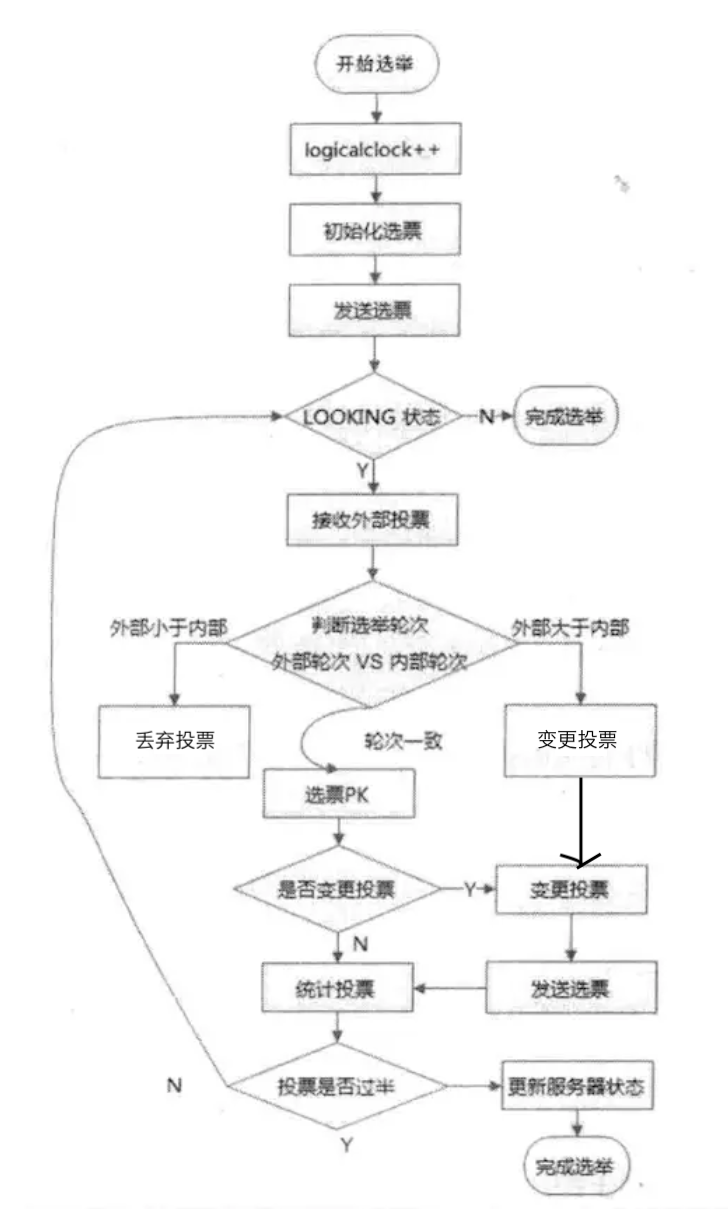 开始选举
logicalclock++
初始化选票
发送选票
LOOKING 状态
N
完成选举
Y
接收外部投票
外部小于内部
判断选举轮次
外部大于内部
外部轮次 VS 内部轮次
丢弃投票
变更投票
轮次一致
选票PK
是否变更投票
Y
变更投票
N
统计投票
发送选票
N
投票是否过半
更新服务器状态
Y
完成选举